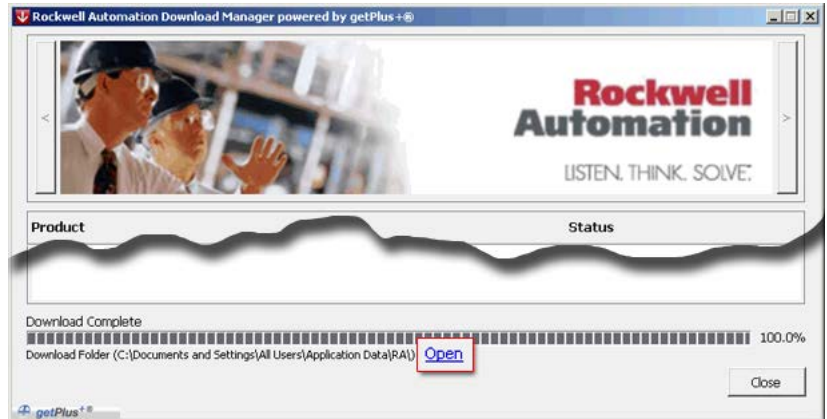 Rockwell Automation Download Manager powered by getPlus+®
<
Rockwell
Automation
LISTEN. THINK. SOLVE.
>
Product Status
Download Complete
100.0%
Download Folder (C:\Documents and Settings\All Users\Application Data\RA\) Open
Close
getPlus+®